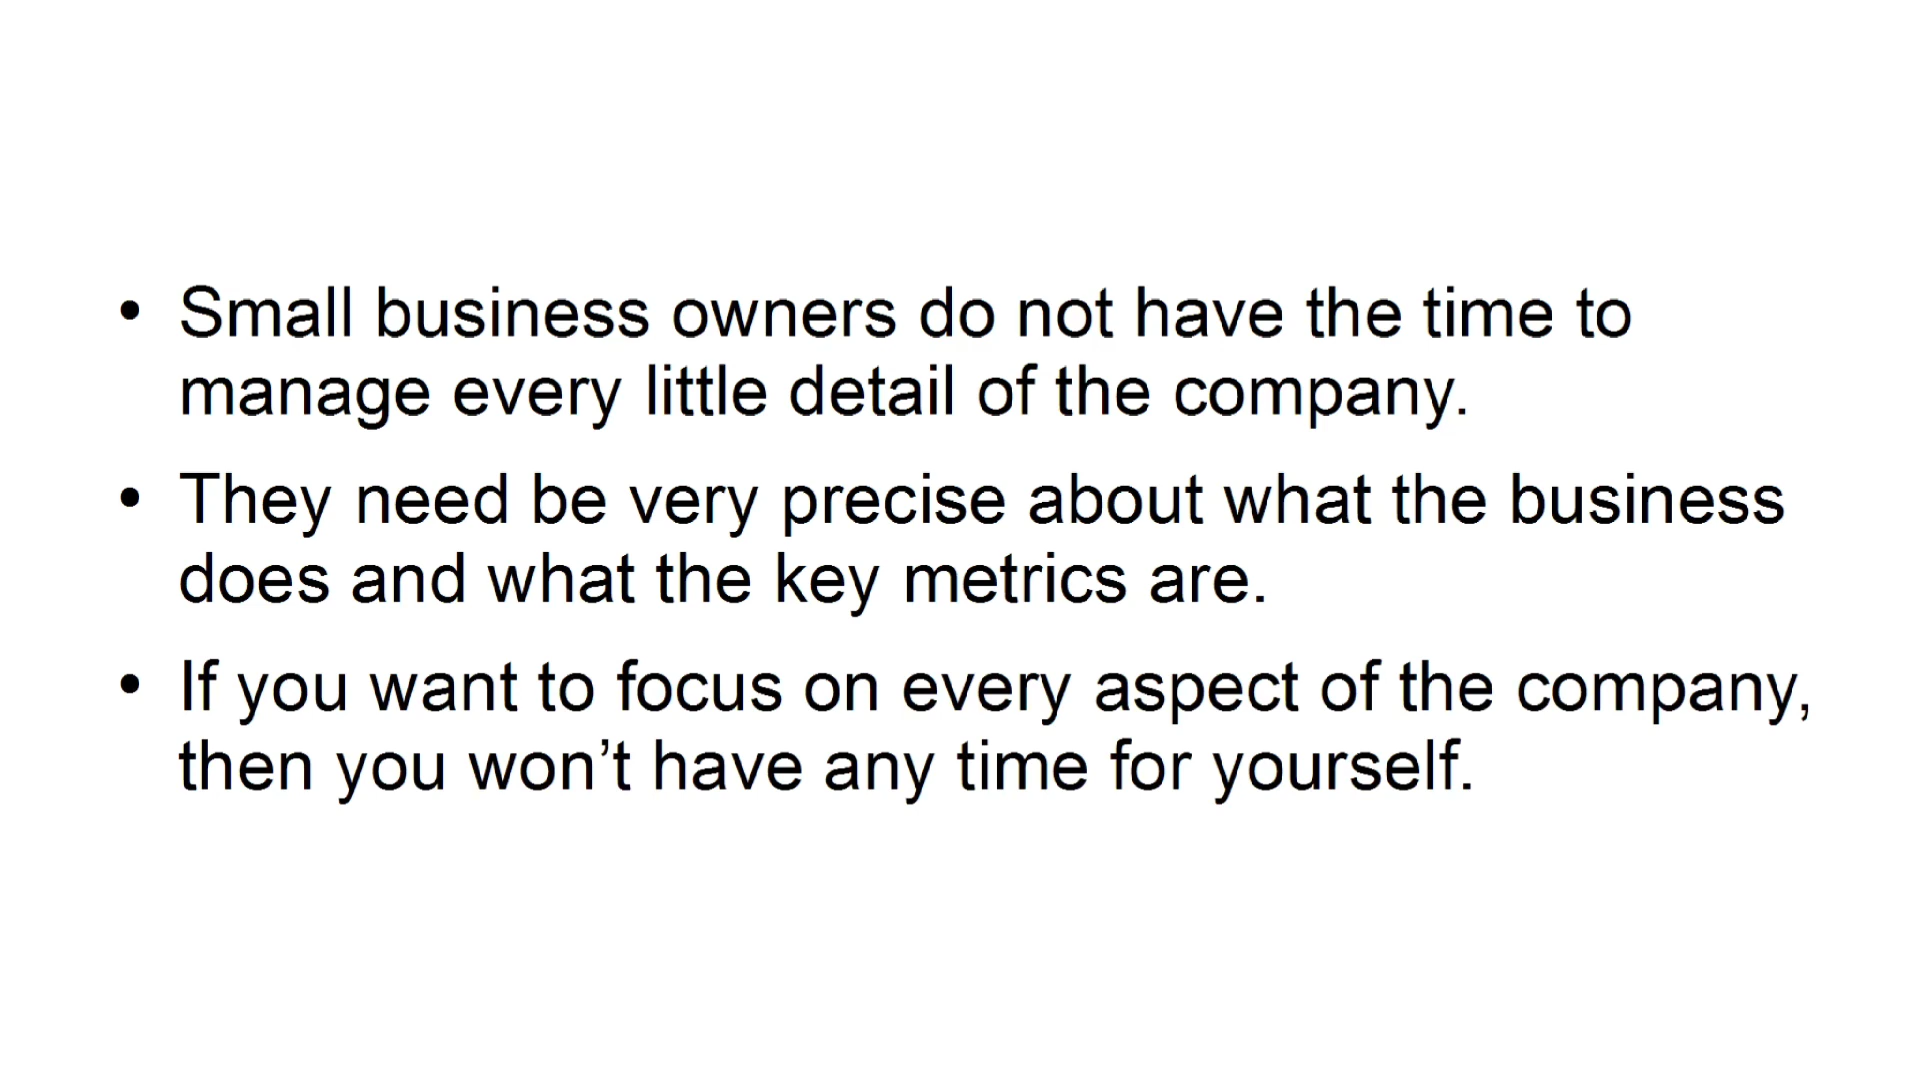 • Small business owners do not have the time to
manage every little detail of the company.
• They need be very precise about what the business
does and what the key metrics are.
• If you want to focus on every aspect of the company,
then you won’t have any time for yourself.